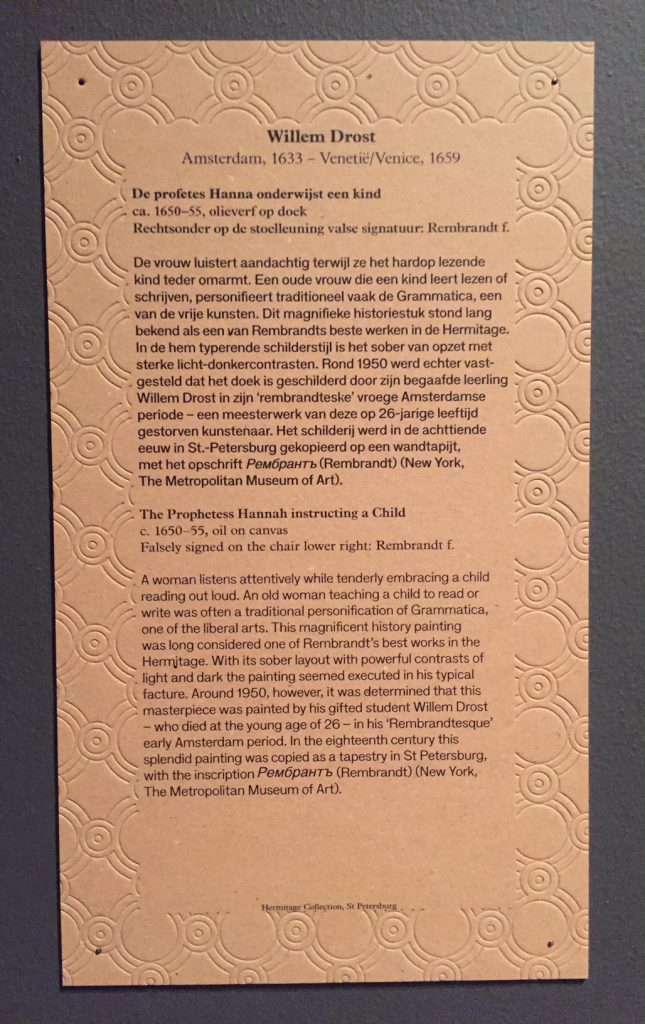 Willem Drost
Amsterdam, 1633 – Venetië/Venice, 1659
De profetes Hanna onderwijst een kind
ca. 1650–55, olieverf op doek
Rechtsonder op de stoelleuning valse signatuur: Rembrandt f.
De vrouw luistert aandachtig terwijl ze het hardop lezende
kind teder omarmt. Een oude vrouw die een kind leert lezen of
schrijven, personifieert traditioneel vaak de Grammatica, een
van de vrije kunsten. Dit magnifieke historiestuk stond lang
bekend als een van Rembrandts beste werken in de Hermitage.
In de hem typerende schilderstijl is het sober van opzet met
sterke licht-donkercontrasten. Rond 1950 werd echter vast-
gesteld dat het doek is geschilderd door zijn begaafde leerling
Willem Drost in zijn ‘rembrandteske’ vroege Amsterdamse
periode – een meesterwerk van deze op 26-jarige leeftijd
gestorven kunstenaar. Het schilderij werd in de achttiende
eeuw in St.-Petersburg gekopieerd op een wandtapijt,
met het opschrift Рембрантъ (Rembrandt) (New York,
The Metropolitan Museum of Art).
The Prophetess Hannah instructing a Child
c. 1650–55, oil on canvas
Falsely signed on the chair lower right: Rembrandt f.
A woman listens attentively while tenderly embracing a child
reading out loud. An old woman teaching a child to read or
write was often a traditional personification of Grammatica,
one of the liberal arts. This magnificent history painting
was long considered one of Rembrandt’s best works in the
Hermitage. With its sober layout with powerful contrasts of
light and dark the painting seemed executed in his typical
facture. Around 1950, however, it was determined that this
masterpiece was painted by his gifted student Willem Drost
– who died at the young age of 26 – in his ‘Rembrandtesque’
early Amsterdam period. In the eighteenth century this
splendid painting was copied as a tapestry in St Petersburg,
with the inscription Рембрантъ (Rembrandt) (New York,
The Metropolitan Museum of Art).
Hermitage Collection, St Petersburg